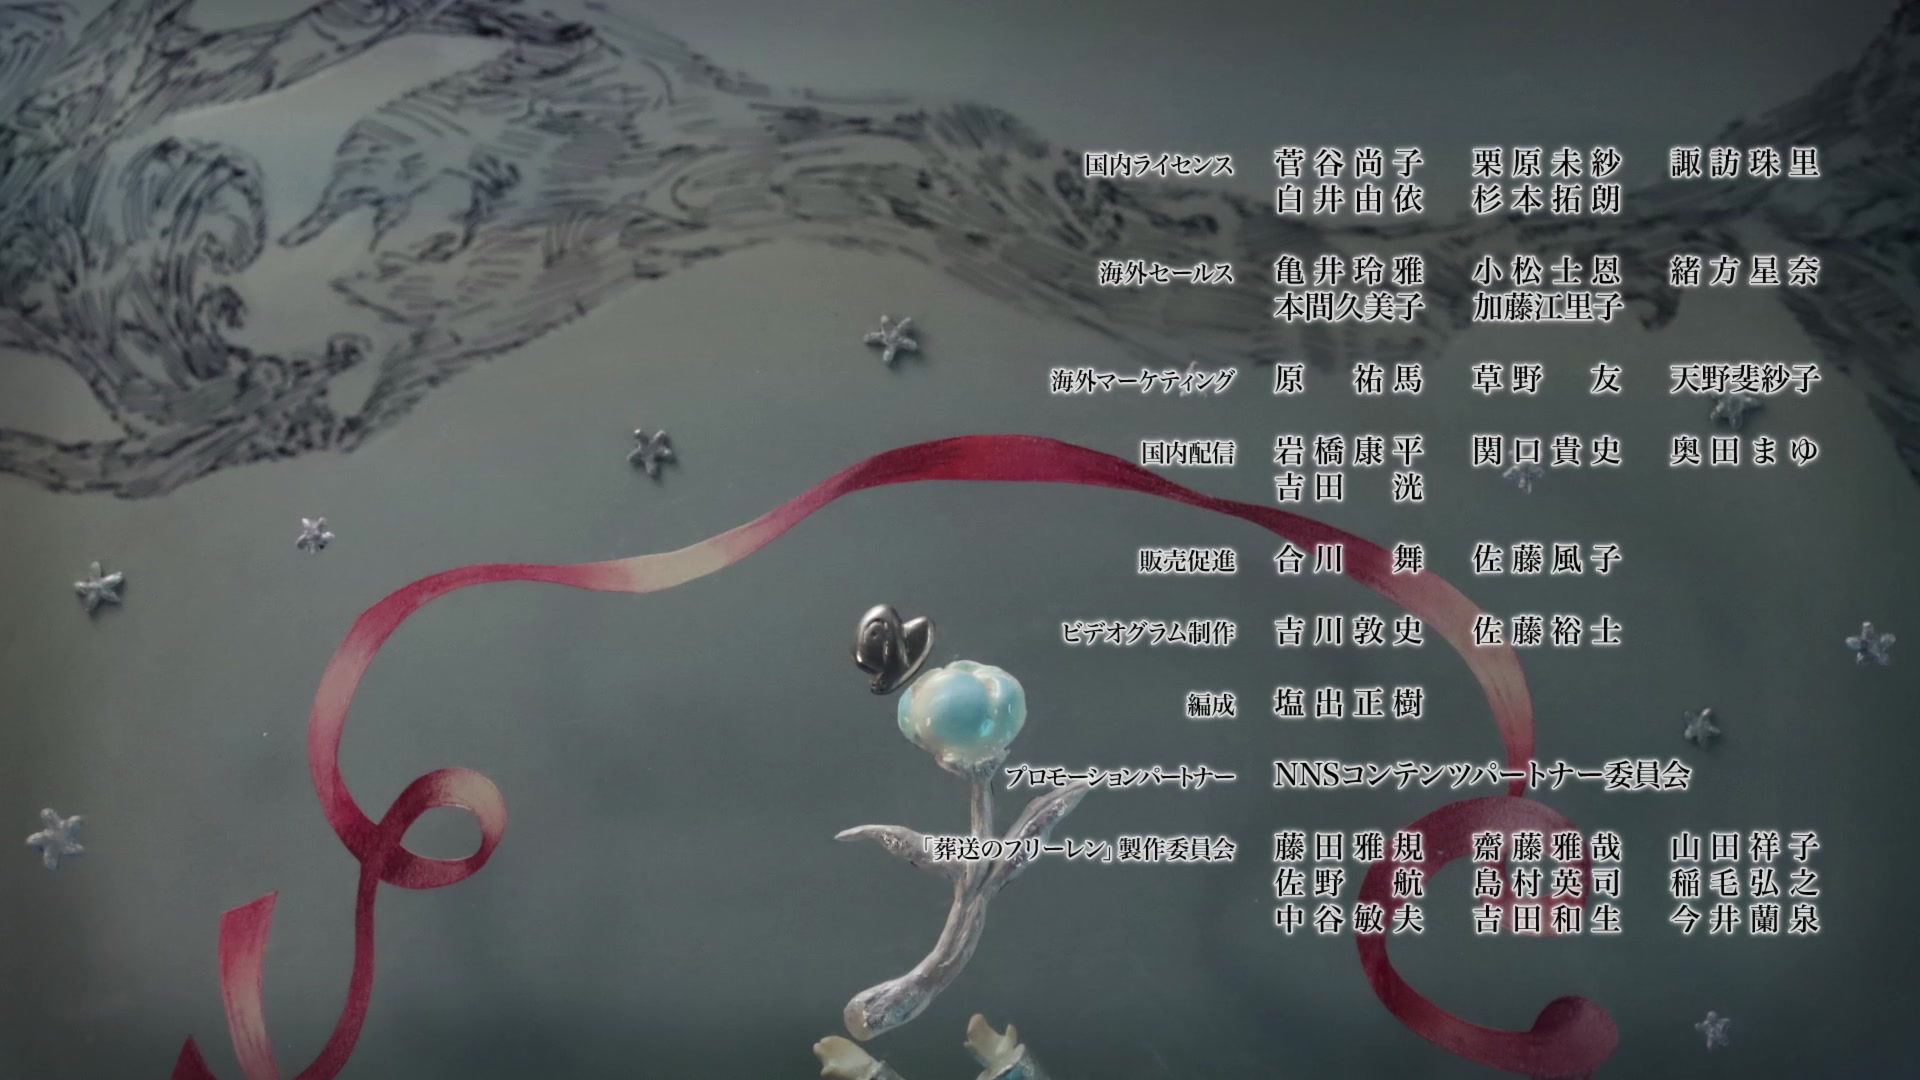 国内ライセンス 菅谷尚子 栗原未紗 諏訪珠里
白井由依 杉本拓朗
海外セールス 亀井玲雅 小松士恩 緒方星奈
本間久美子 加藤江里子
海外マーケティング 原祐馬 草野友 天野斐紗子
国内配信 岩橋康平 関口貴史 奥田まゆ
吉田洸
販売促進 合川舞 佐藤風子
ビデオグラム制作 吉川敦史 佐藤裕士
編成 塩出正樹
プロモーションパートナー NNSコンテンツパートナー委員会
「葬送のフリーレン」製作委員会 藤田雅規 齋藤雅哉 山田祥子
佐野航 島村英司 稲毛弘之
中谷敏夫 吉田和生 今井蘭泉